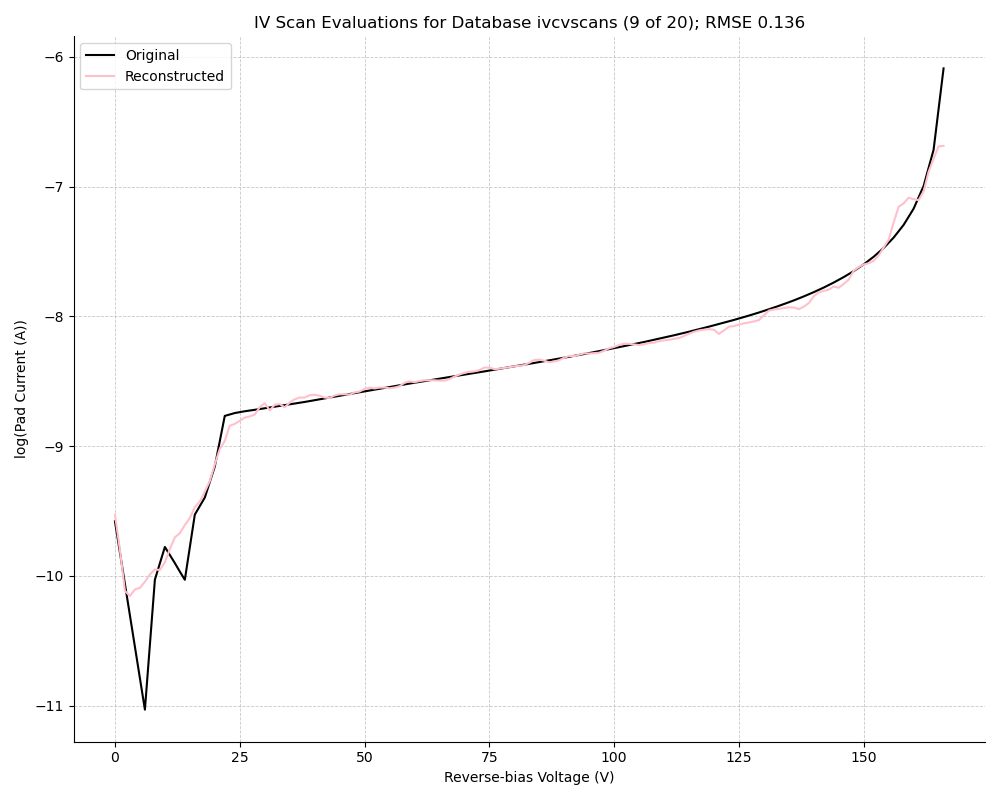 IV Scan Evaluations for Database ivcvscans (9 of 20); RMSE 0.136
Original
Reconstructed
log(Pad Current (A))
−6
−7
−8
−9
−10
−11
0 25 50 75 100 125 150
Reverse-bias Voltage (V)